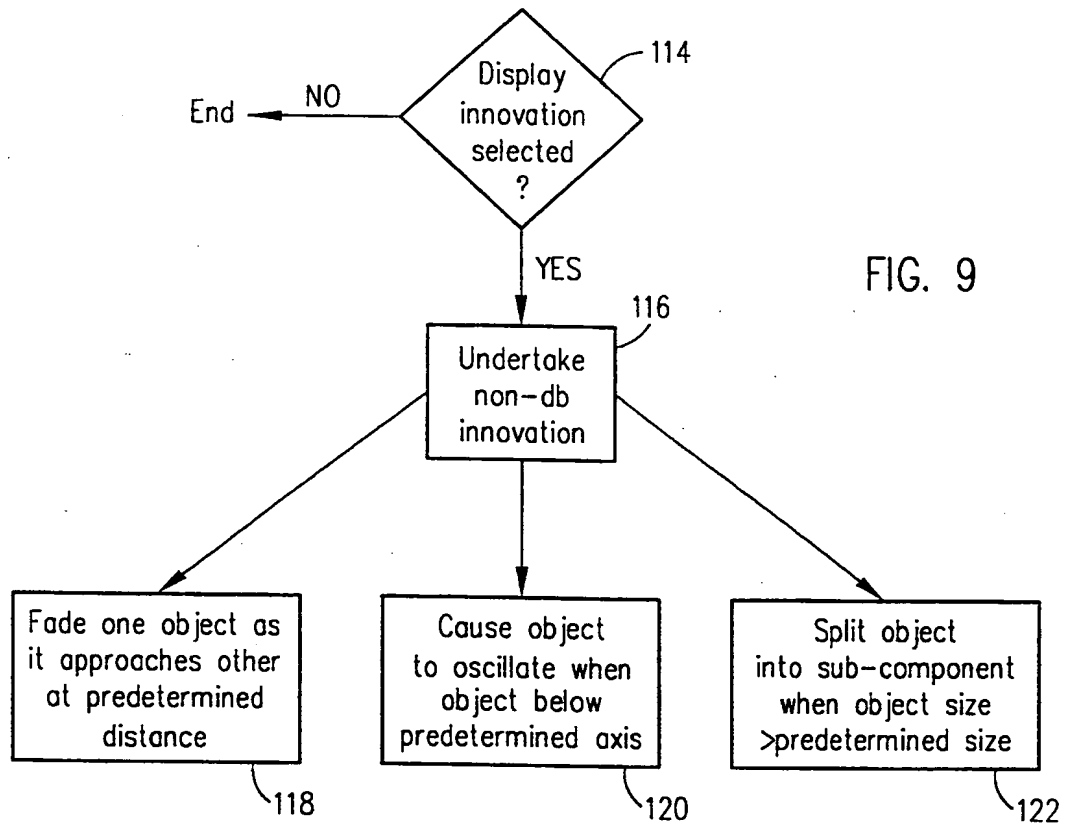 114
Display
innovation
selected
?
NO
End
YES
FIG. 9
116
Undertake
non-db
innovation
Fade one object as
it approaches other
at predetermined
distance
118
Cause object
to oscillate when
object below
predetermined axis
120
Split object
into sub-component
when object size
>predetermined size
122